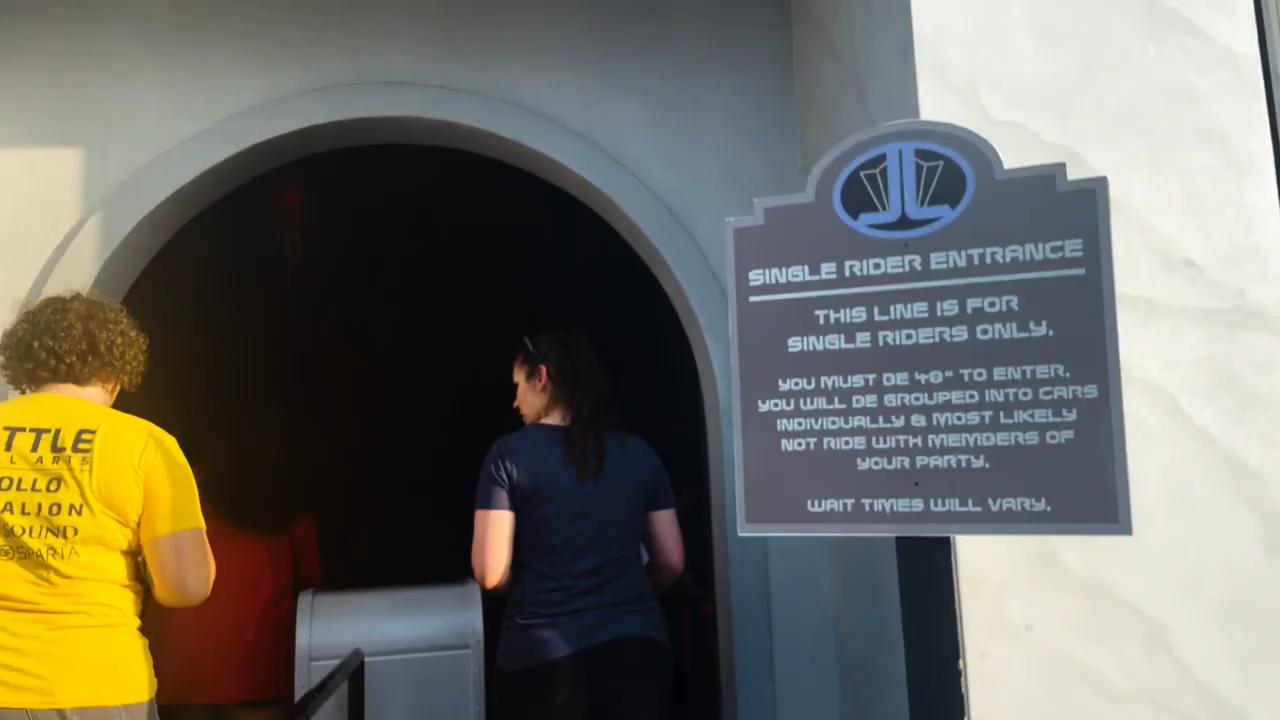 TTLE
L ARTS
OLLO
ALION
SOUND
SPARTA
JL
SINGLE RIDER ENTRANCE
THIS LINE IS FOR
SINGLE RIDERS ONLY.
YOU MUST BE 48" TO ENTER.
YOU WILL BE GROUPED INTO CARS
INDIVIDUALLY & MOST LIKELY
NOT RIDE WITH MEMBERS OF
YOUR PARTY.
WAIT TIMES WILL VARY.